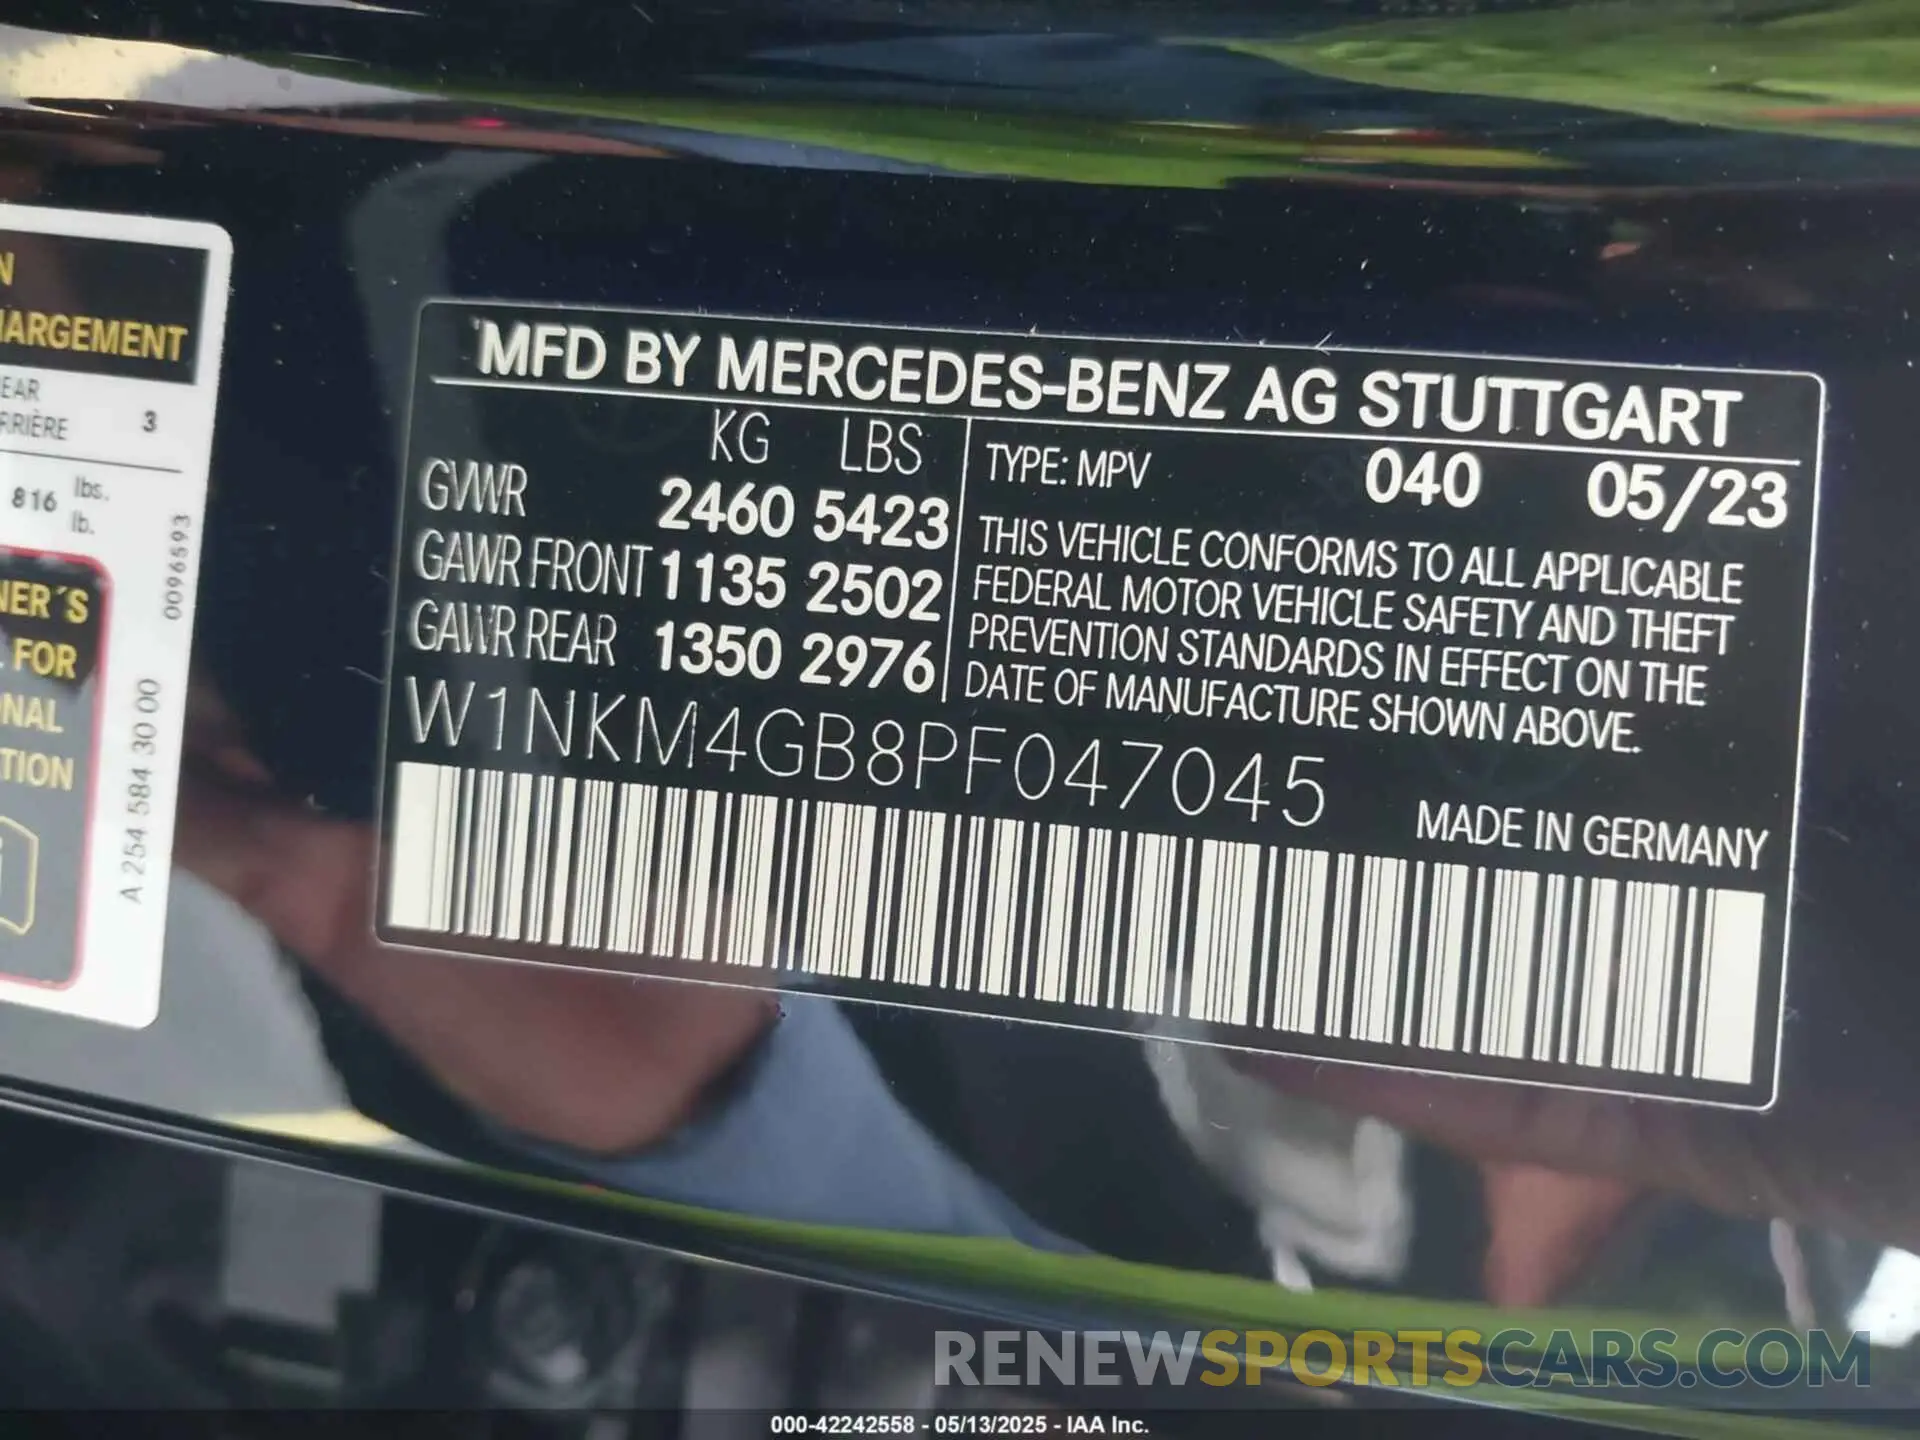 N
HARGEMENT
EAR
RRIÈRE 3
816 lbs.
lb.
0096593
NER´S
FOR
NAL
TION
A 254 584 30 00
MFD BY MERCEDES-BENZ AG STUTTGART
KG LBS
GVWR 2460 5423
GAWR FRONT 1135 2502
GAWR REAR 1350 2976
TYPE: MPV 040 05/23
THIS VEHICLE CONFORMS TO ALL APPLICABLE
FEDERAL MOTOR VEHICLE SAFETY AND THEFT
PREVENTION STANDARDS IN EFFECT ON THE
DATE OF MANUFACTURE SHOWN ABOVE.
W1NKM4GB8PF047045
MADE IN GERMANY
RENEWSPORTSCARS.COM
000-42242558 - 05/13/2025 - IAA Inc.